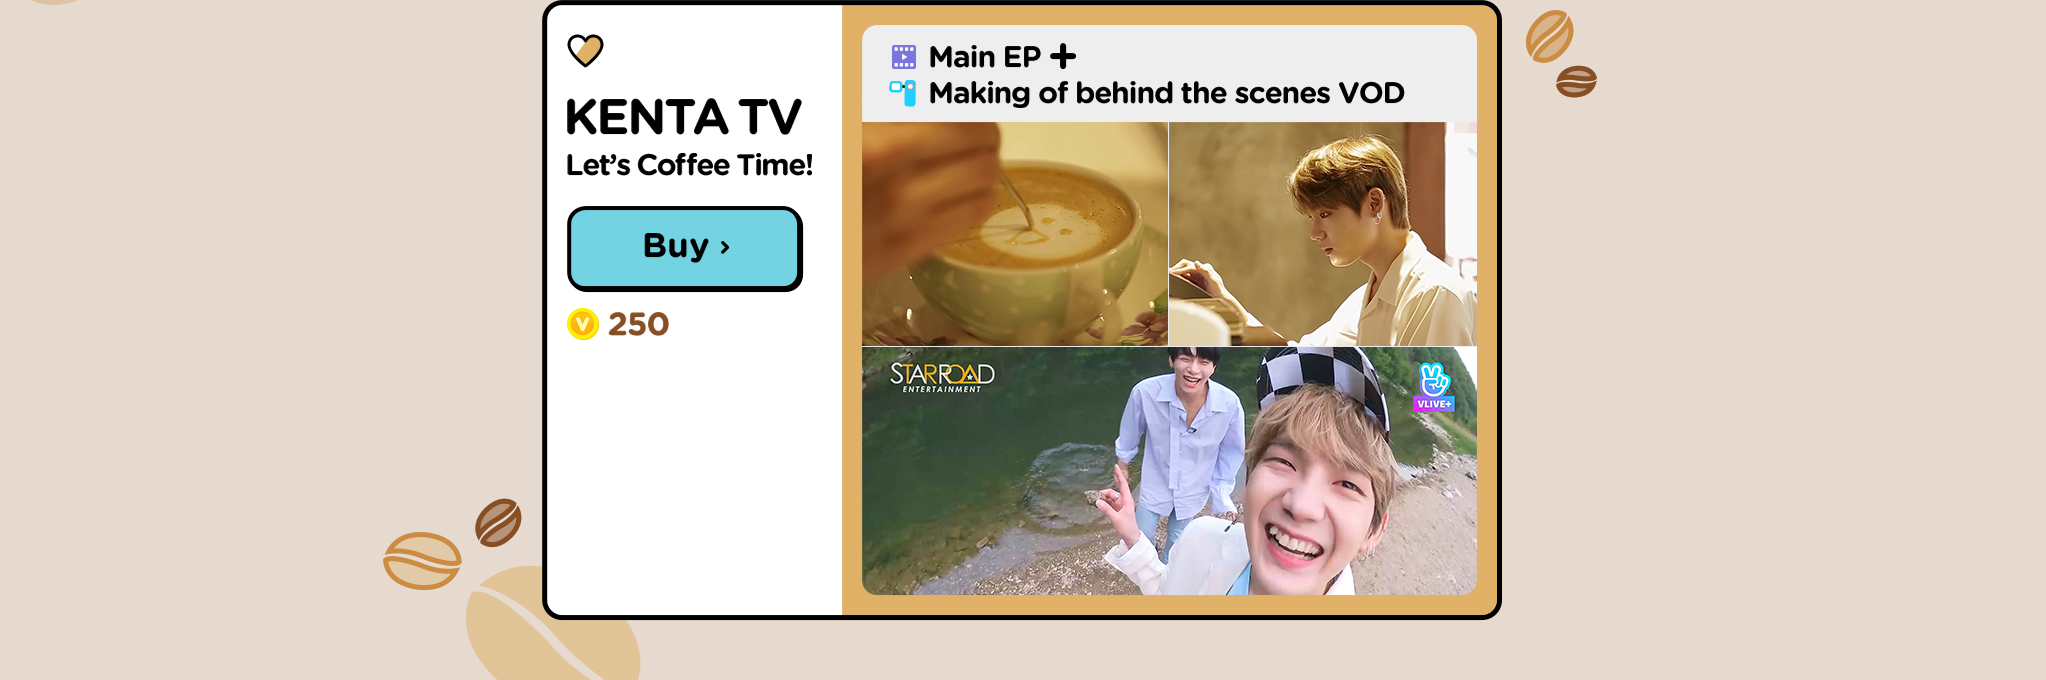 KENTA TV
Let's Coffee Time!
Buy ›
V 250
Main EP +
Making of behind the scenes VOD
STARROAD
ENTERTAINMENT
VLIVE+